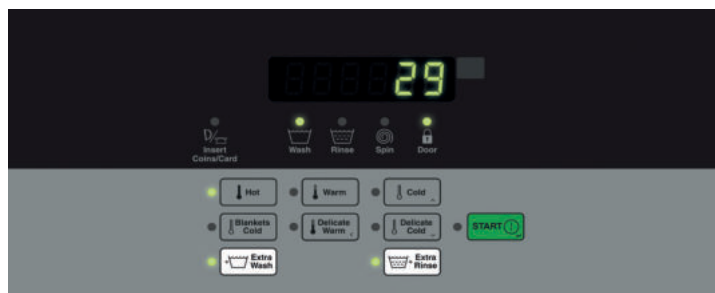 29
Insert
Coins/Card
Wash
Rinse
Spin
Door
Hot
Warm
Cold
Blankets
Cold
Delicate
Warm
Delicate
Cold
START
Extra
Wash
Extra
Rinse